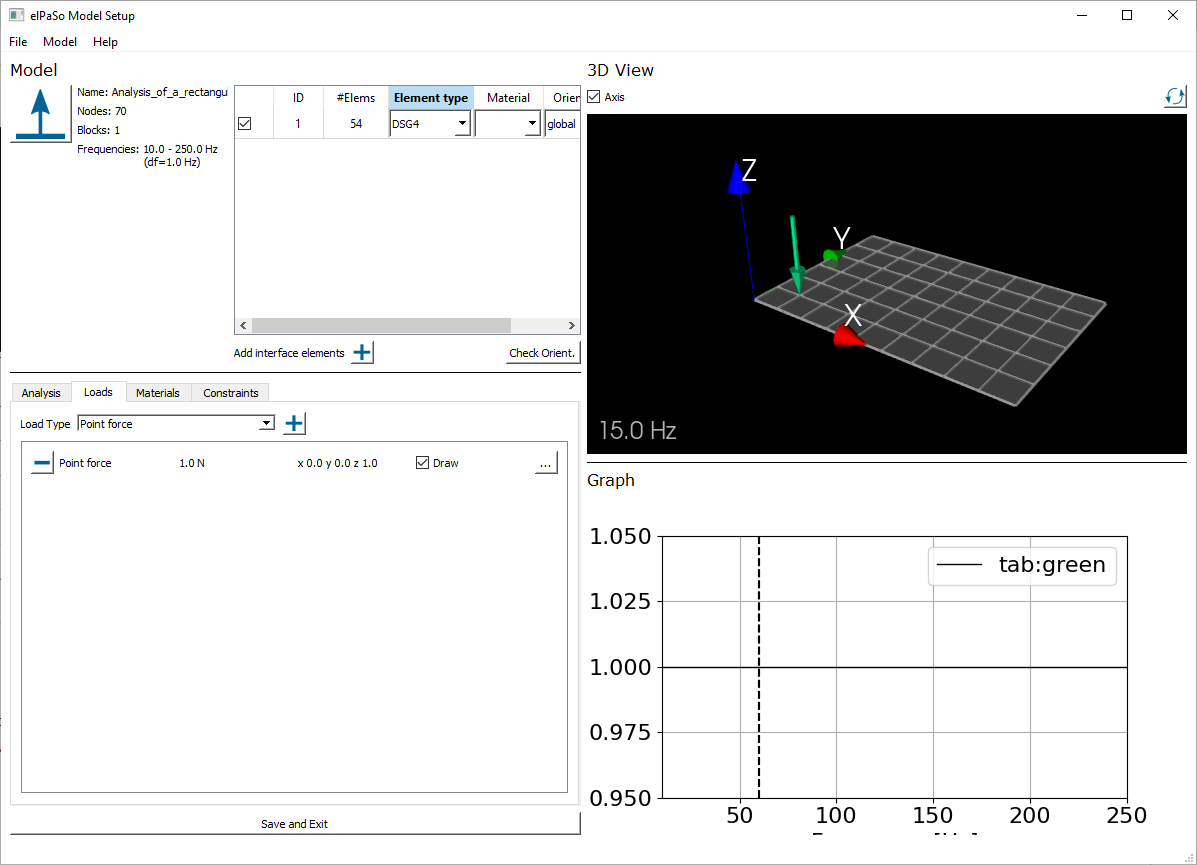 elPaSo Model Setup
File Model Help
Model
Name: Analysis_of_a_rectangu
Nodes: 70
Blocks: 1
Frequencies: 10.0 - 250.0 Hz
(df=1.0 Hz)
ID #Elems Element type Material Orien
1 54 DSG4 global
Add interface elements
Check Orient.
Analysis Loads Materials Constraints
Load Type Point force
Point force 1.0 N x 0.0 y 0.0 z 1.0 Draw ...
Save and Exit
3D View
Axis
Z
Y
X
15.0 Hz
Graph
1.050
1.025
1.000
0.975
0.950
tab:green
50 100 150 200 250